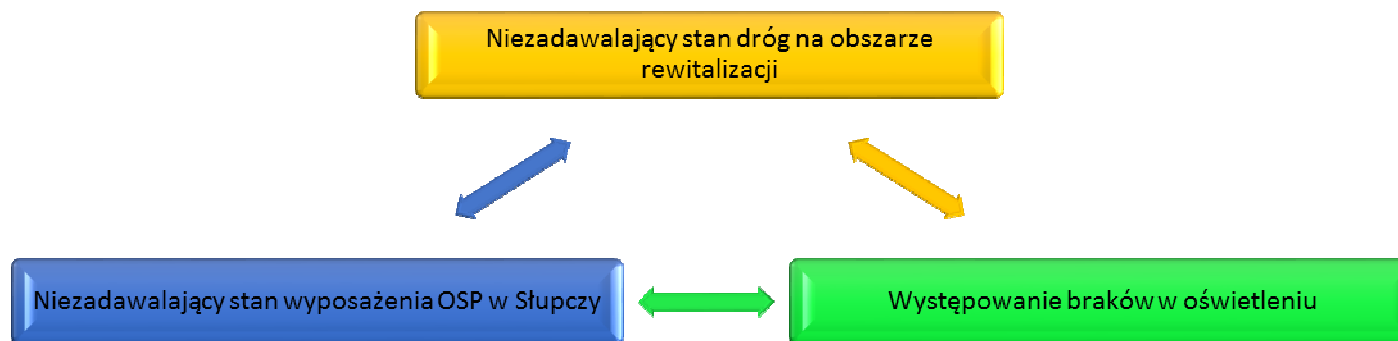 Niezadawalający stan dróg na obszarze
rewitalizacji
Niezadawalający stan wyposażenia OSP w Słupczy
Występowanie braków w oświetleniu